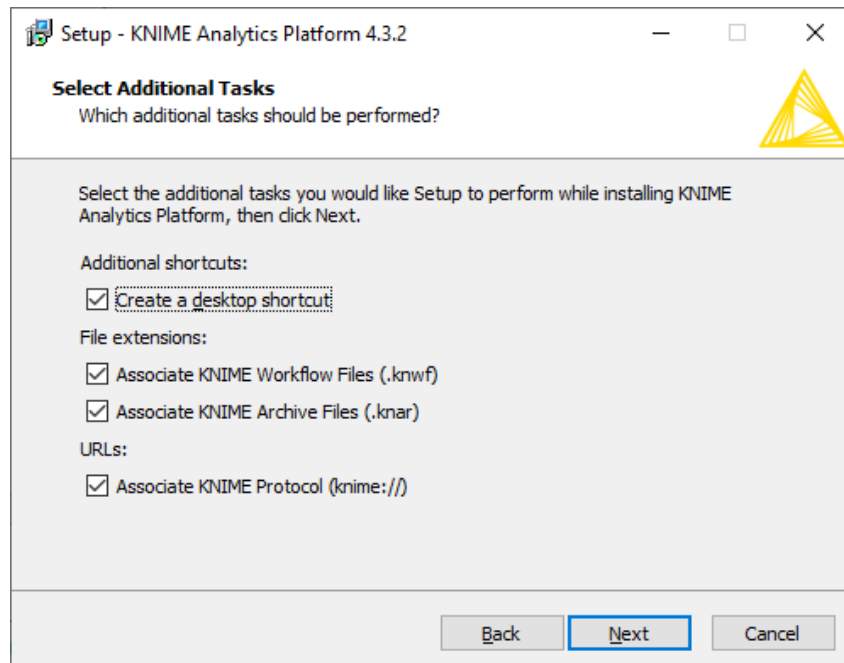 Setup - KNIME Analytics Platform 4.3.2
Select Additional Tasks
Which additional tasks should be performed?
Select the additional tasks you would like Setup to perform while installing KNIME
Analytics Platform, then click Next.
Additional shortcuts:
Create a desktop shortcut
File extensions:
Associate KNIME Workflow Files (.knwf)
Associate KNIME Archive Files (.knar)
URLs:
Associate KNIME Protocol (knime://)
Back Next Cancel